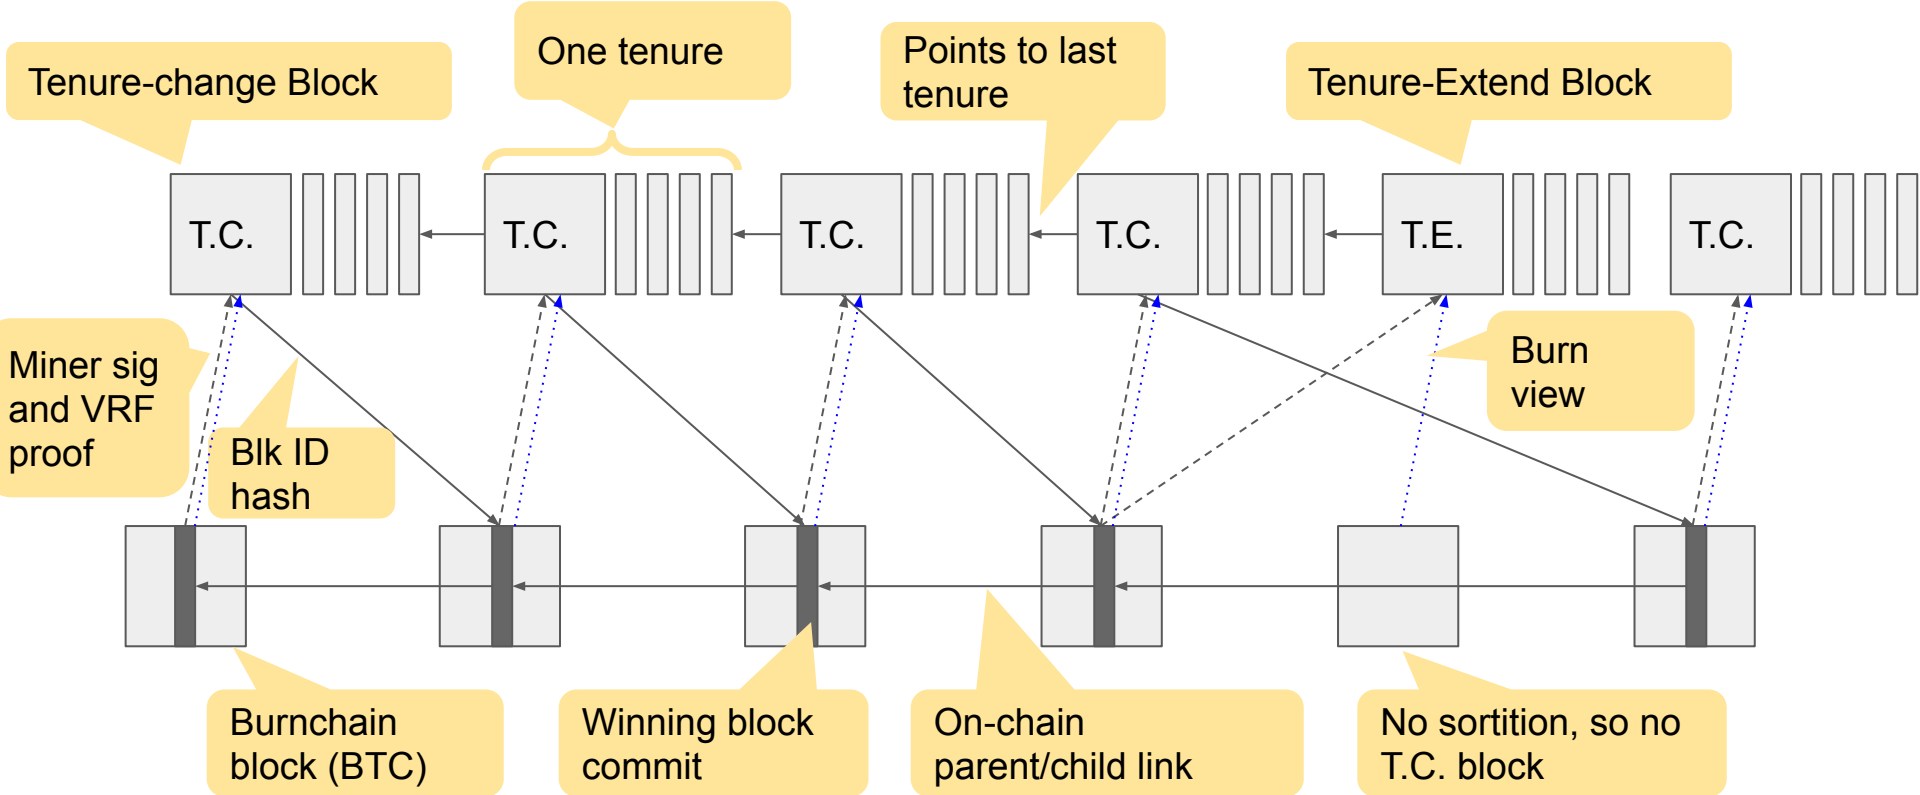 Tenure-change Block
One tenure
Points to last
tenure
Tenure-Extend Block
T.C.
T.C.
T.C.
T.C.
T.E.
T.C.
Miner sig
and VRF
proof
Blk ID
hash
Burn
view
Burnchain
block (BTC)
Winning block
commit
On-chain
parent/child link
No sortition, so no
T.C. block